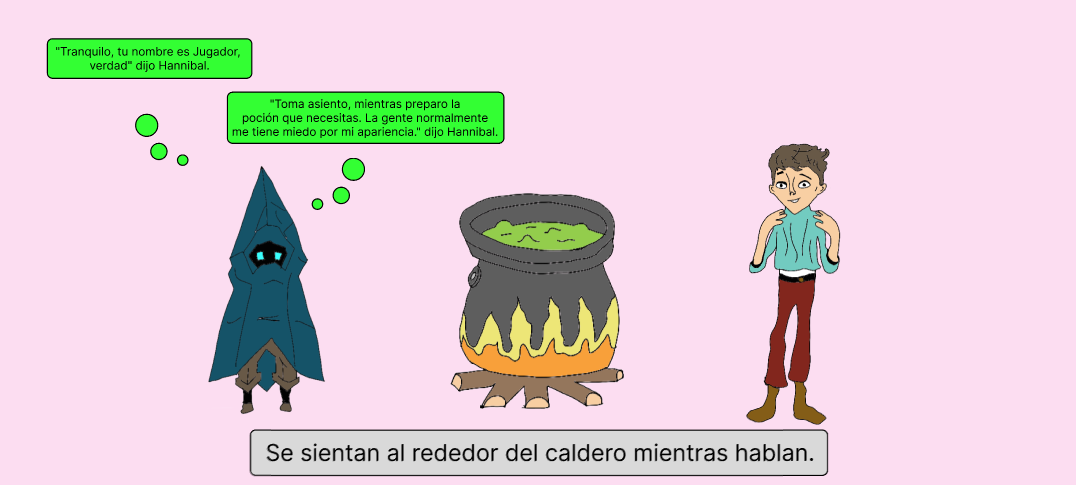 "Tranquilo, tu nombre es Jugador,
verdad" dijo Hannibal.
"Toma asiento, mientras preparo la
poción que necesitas. La gente normalmente
me tiene miedo por mi apariencia." dijo Hannibal.
Se sientan al rededor del caldero mientras hablan.